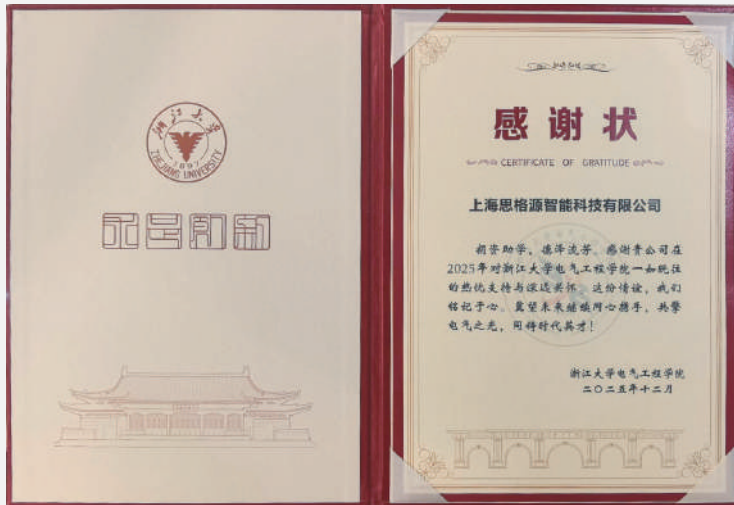 浙江大学
1897
ZHEJIANG UNIVERSITY
求是创新
感谢状
CERTIFICATE OF GRATITUDE
上海思格源智能科技有限公司
捐资助学，德泽流芳。感谢贵公司在
2025年对浙江大学电气工程学院一如既往
的热忱支持与深远关怀。这份情谊，我们
铭记于心。冀望未来继续同心携手，共擎
电气之光，同铸时代英才！
浙江大学电气工程学院
二〇二五年十二月